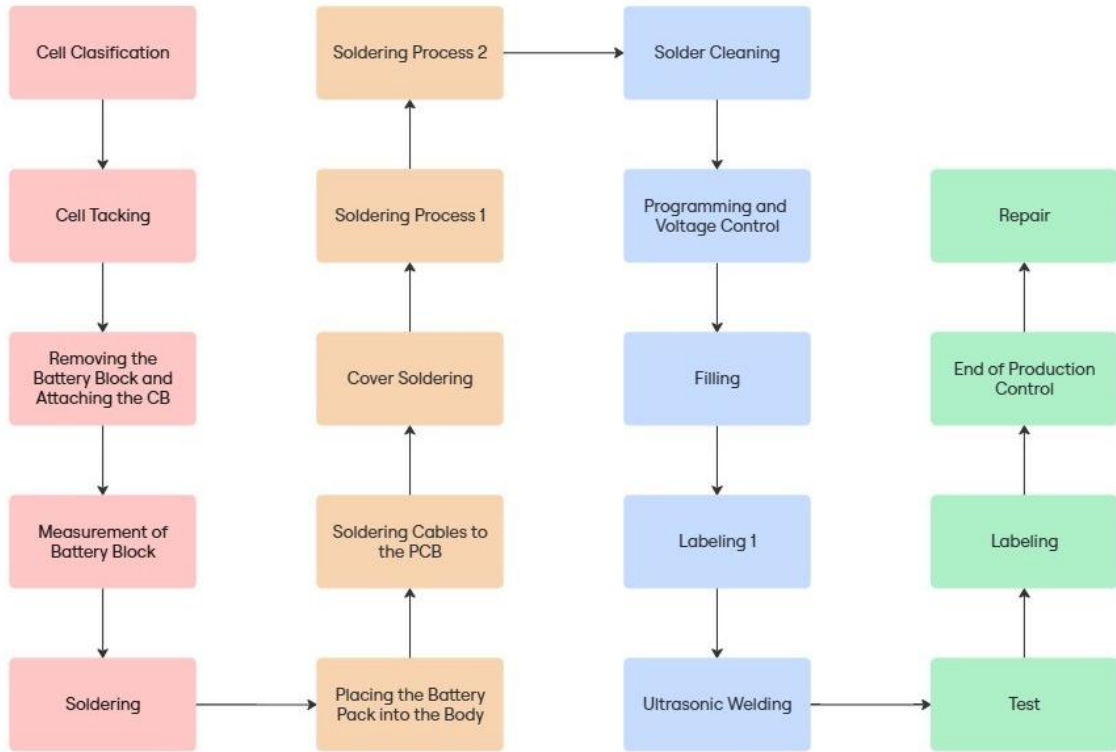 Cell Clasification
Cell Tacking
Removing the
Battery Block and
Attaching the CB
Measurement of
Battery Block
Soldering
Placing the Battery
Pack into the Body
Soldering Cables to
the PCB
Cover Soldering
Soldering Process 1
Soldering Process 2
Solder Cleaning
Programming and
Voltage Control
Filling
Labeling 1
Ultrasonic Welding
Test
Labeling
End of Production
Control
Repair